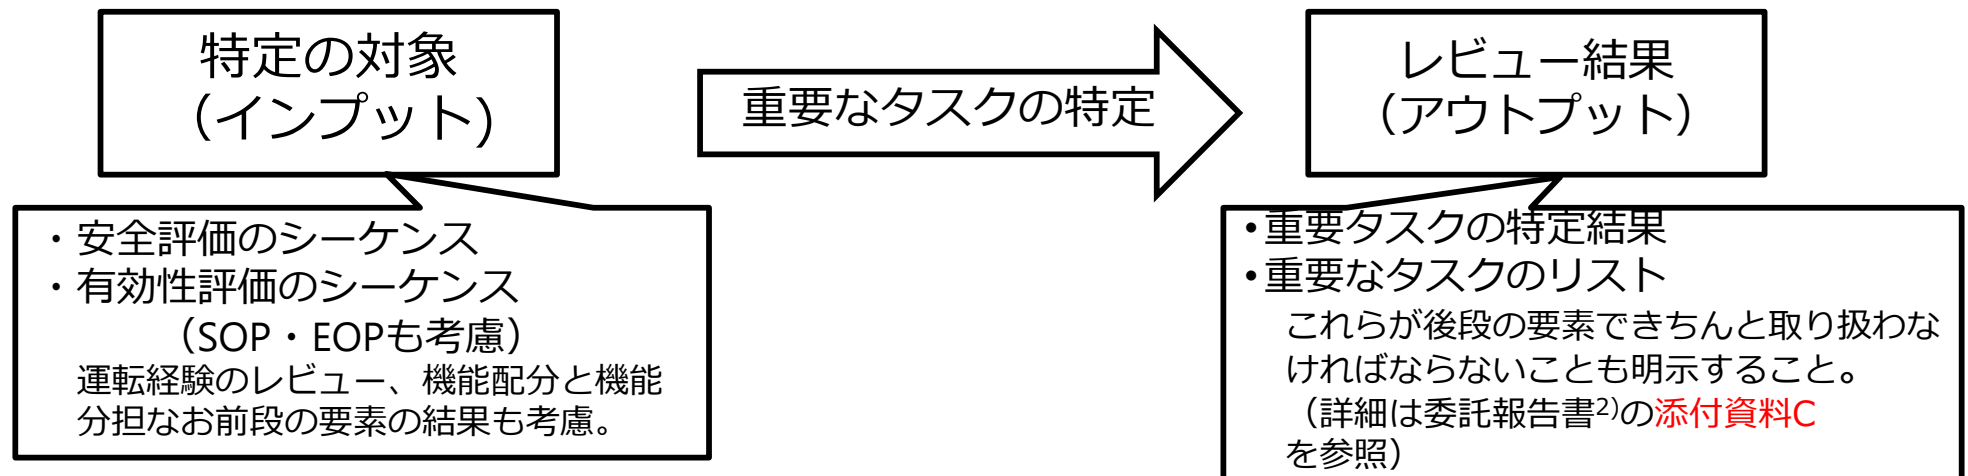 特定の対象
（インプット)
重要なタスクの特定
レビュー結果
（アウトプット）
・安全評価のシーケンス
・有効性評価のシーケンス
（SOP・EOPも考慮）
運転経験のレビュー、機能配分と機能
分担なお前段の要素の結果も考慮。
•重要タスクの特定結果
•重要なタスクのリスト
これらが後段の要素できちんと取り扱わな
ければならないことも明示すること。
（詳細は委託報告書2)の添付資料C
を参照）